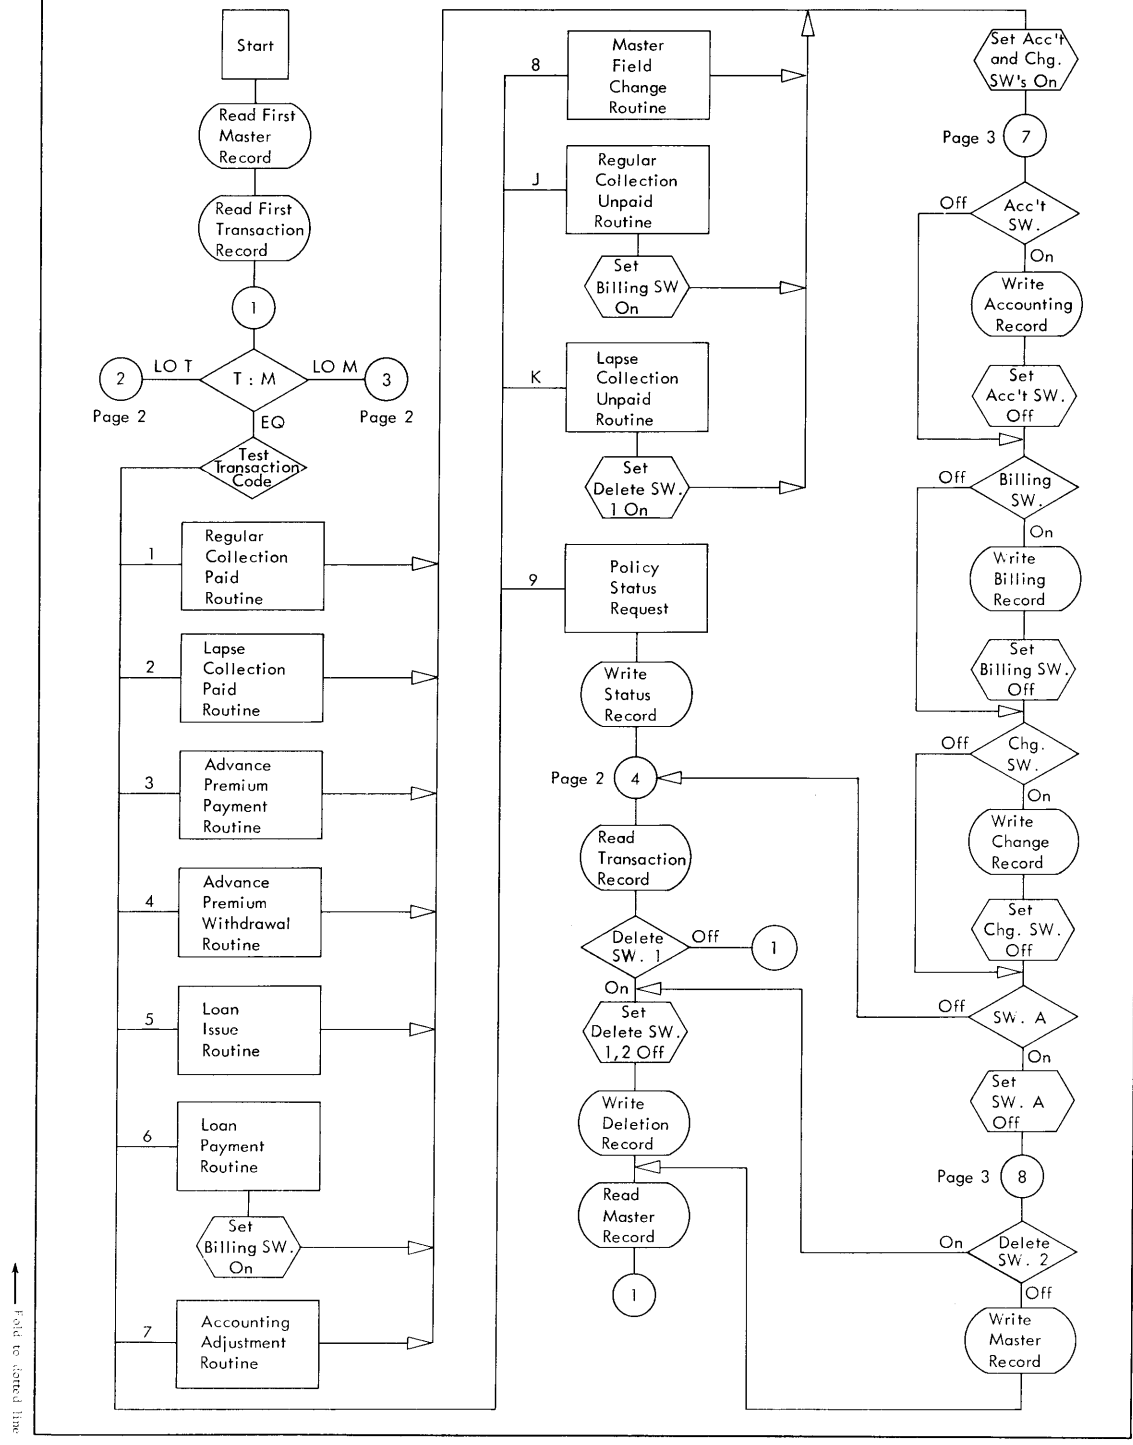 Start
Read First
Master
Record
Read First
Transaction
Record
1
LO T
T : M
LO M
2
3
Page 2
Page 2
EQ
Test
Transaction
Code
1
Regular
Collection
Paid
Routine
2
Lapse
Collection
Paid
Routine
3
Advance
Premium
Payment
Routine
4
Advance
Premium
Withdrawal
Routine
5
Loan
Issue
Routine
6
Loan
Payment
Routine
Set
Billing SW.
On
7
Accounting
Adjustment
Routine
8
Master
Field
Change
Routine
J
Regular
Collection
Unpaid
Routine
Set
Billing SW
On
K
Lapse
Collection
Unpaid
Routine
Set
Delete SW.
1 On
9
Policy
Status
Request
Write
Status
Record
Page 2
4
Read
Transaction
Record
Delete
SW. 1
Off
1
On
Set
Delete SW.
1,2 Off
Write
Deletion
Record
Read
Master
Record
1
Set Acc't
and Chg.
SW's On
Page 3
7
Off
Acc't
SW.
On
Write
Accounting
Record
Set
Acc't SW.
Off
Off
Billing
SW.
On
Write
Billing
Record
Set
Billing SW.
Off
Off
Chg.
SW.
On
Write
Change
Record
Set
Chg. SW.
Off
Off
SW. A
On
Set
SW. A
Off
Page 3
8
On
Delete
SW. 2
Off
Write
Master
Record
Fold to dotted line